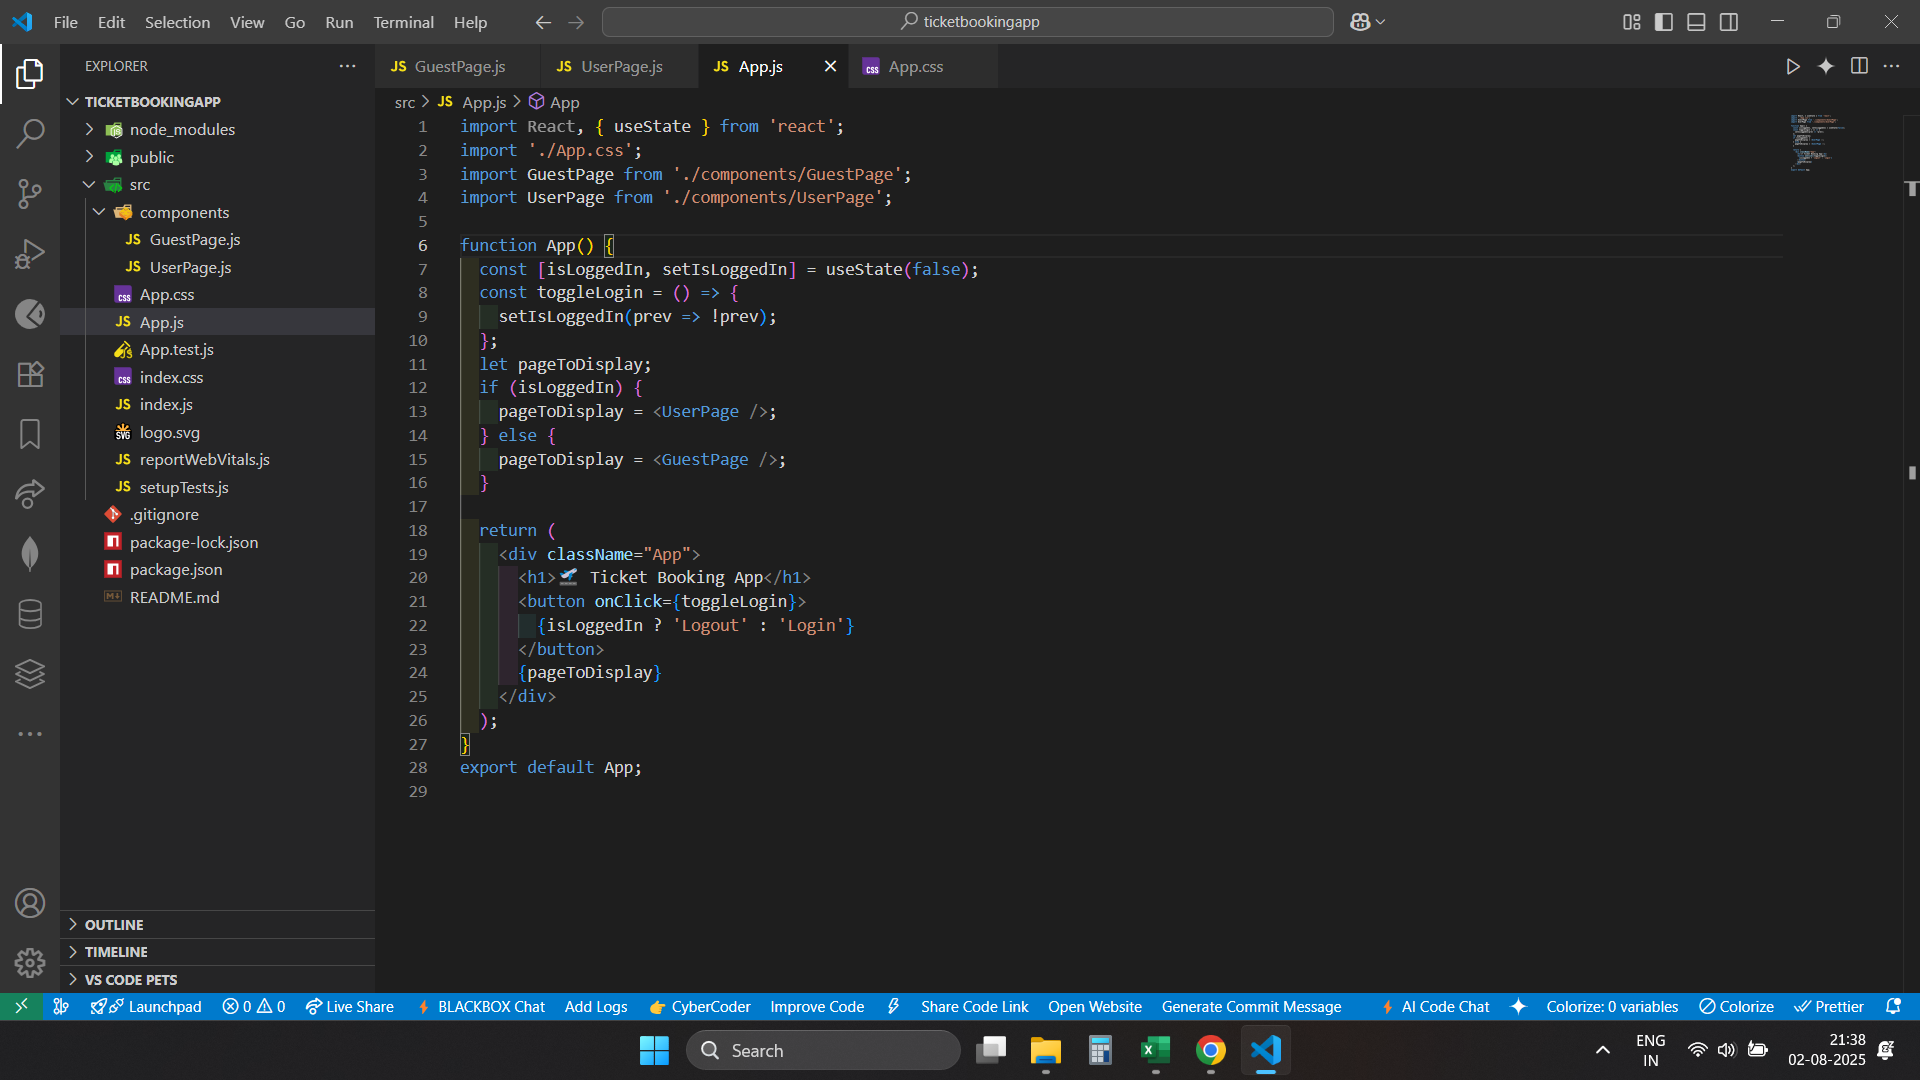 File Edit Selection View Go Run Terminal Help
ticketbookingapp
EXPLORER
TICKETBOOKINGAPP
node_modules
public
src
components
JS GuestPage.js
JS UserPage.js
CSS App.css
JS App.js
App.test.js
CSS index.css
JS index.js
SVG logo.svg
JS reportWebVitals.js
JS setupTests.js
.gitignore
package-lock.json
package.json
README.md
OUTLINE
TIMELINE
VS CODE PETS
JS GuestPage.js JS UserPage.js JS App.js CSS App.css
src > JS App.js > App
1 import React, { useState } from 'react';
2 import './App.css';
3 import GuestPage from './components/GuestPage';
4 import UserPage from './components/UserPage';
5
6 function App() {
7 const [isLoggedIn, setIsLoggedIn] = useState(false);
8 const toggleLogin = () => {
9 setIsLoggedIn(prev => !prev);
10 };
11 let pageToDisplay;
12 if (isLoggedIn) {
13 pageToDisplay = <UserPage />;
14 } else {
15 pageToDisplay = <GuestPage />;
16 }
17
18 return (
19 <div className="App">
20 <h1>🛫 Ticket Booking App</h1>
21 <button onClick={toggleLogin}>
22 {isLoggedIn ? 'Logout' : 'Login'}
23 </button>
24 {pageToDisplay}
25 </div>
26 );
27 }
28 export default App;
29
Launchpad 0 0 Live Share BLACKBOX Chat Add Logs 👉 CyberCoder Improve Code Share Code Link Open Website Generate Commit Message AI Code Chat Colorize: 0 variables Colorize Prettier
Search
ENG
IN
21:38
02-08-2025